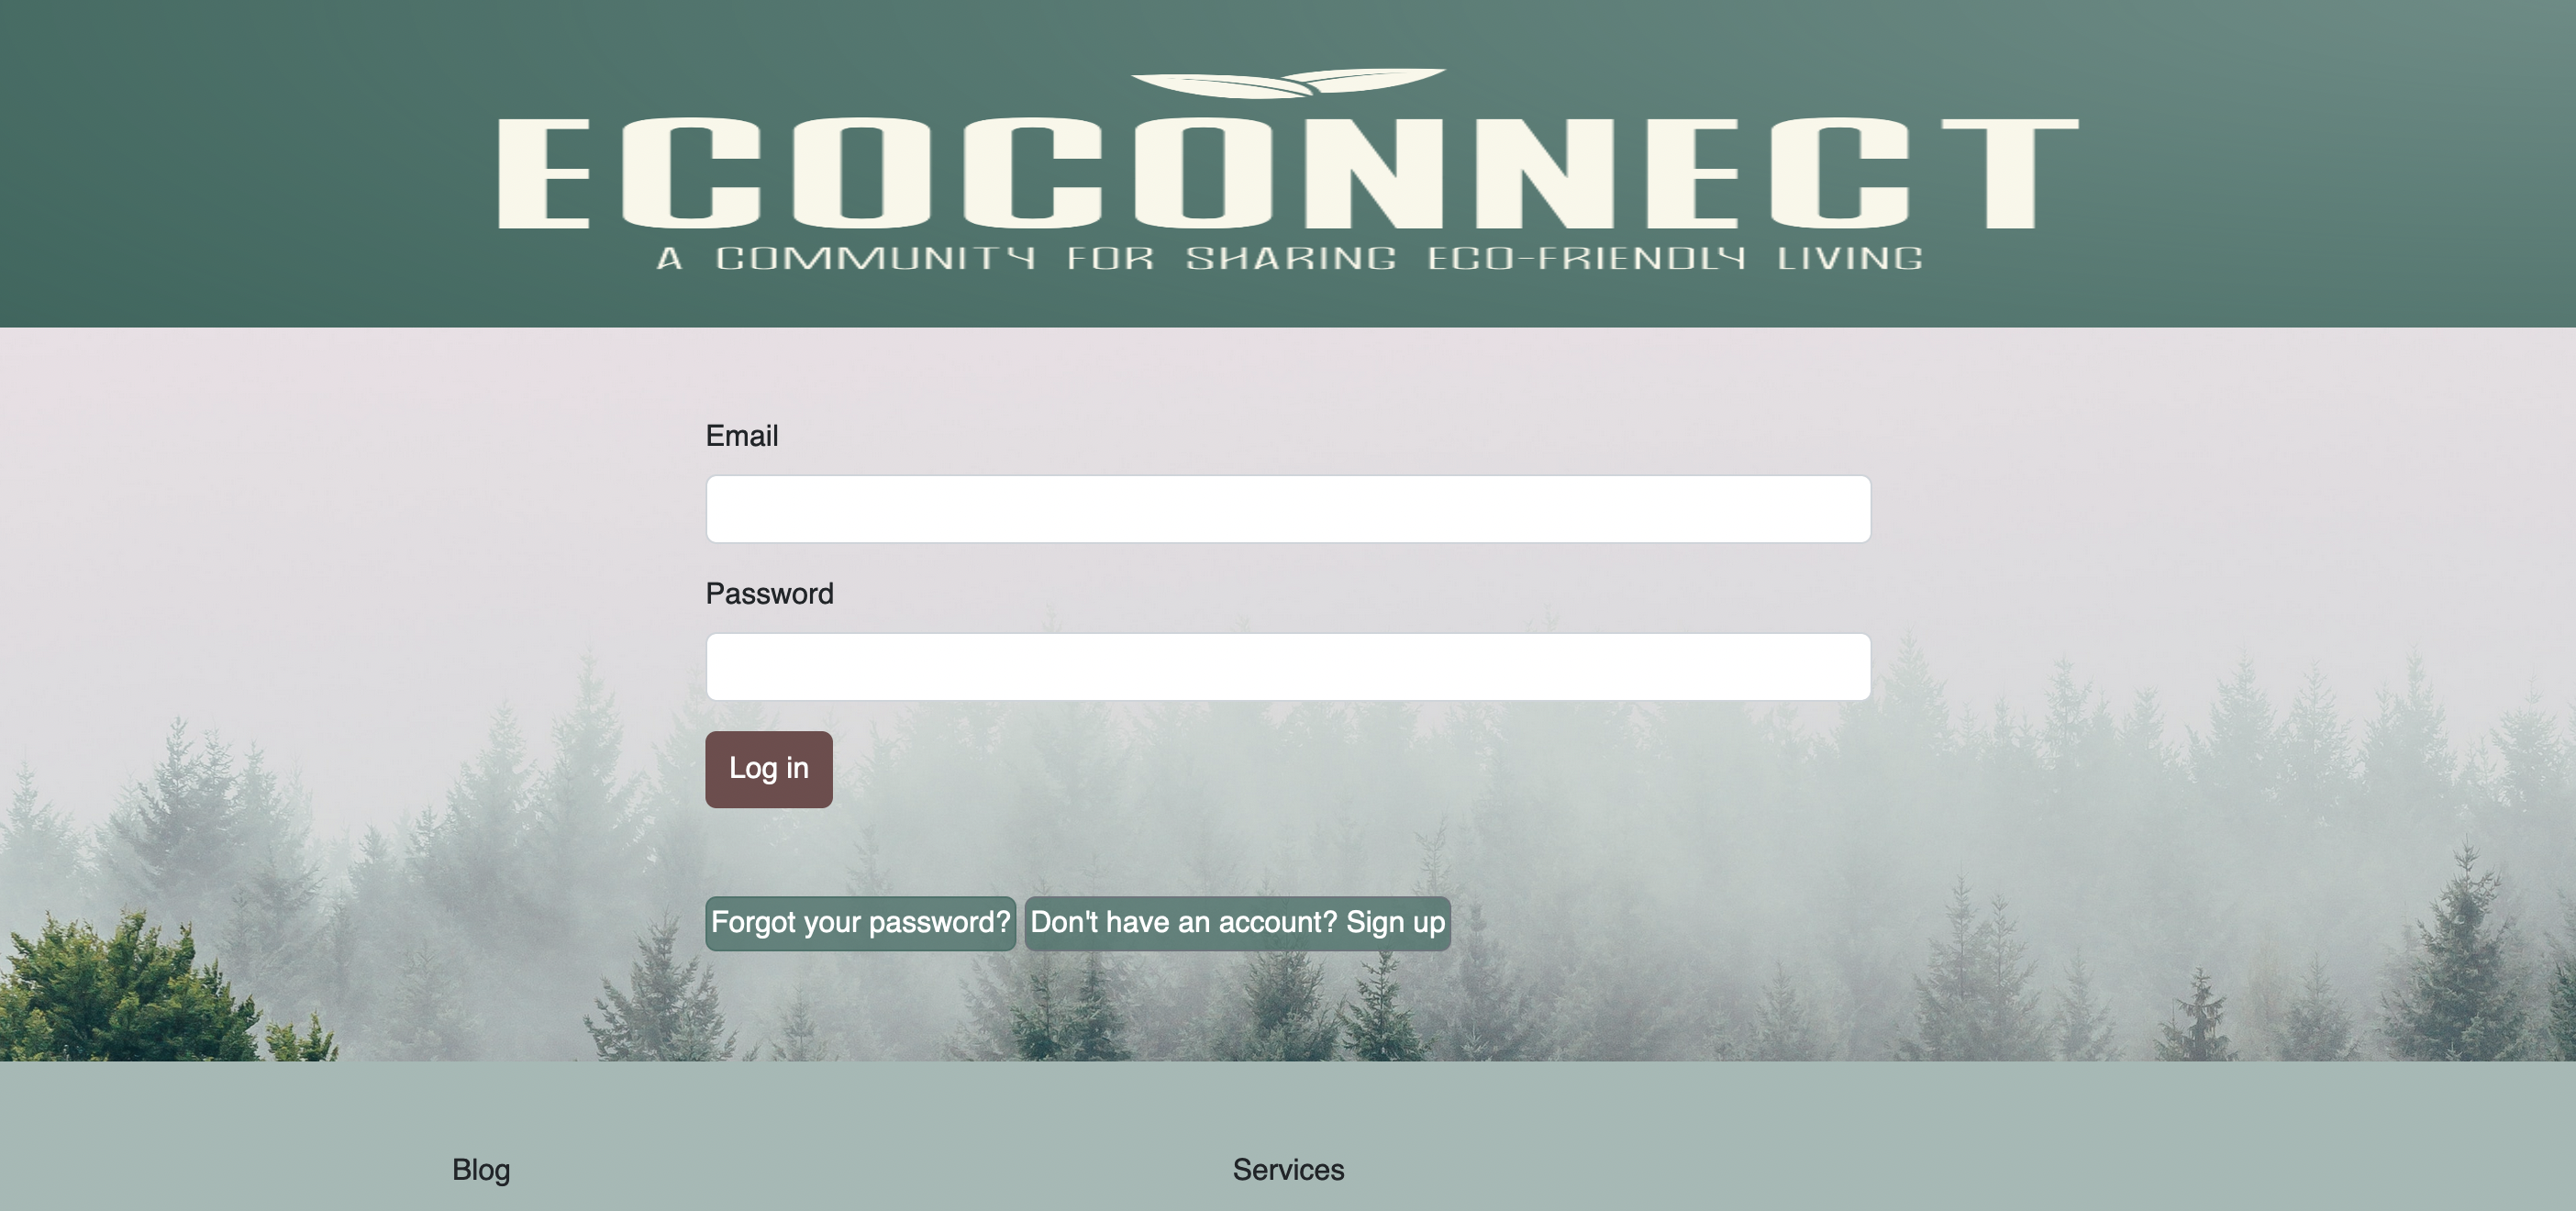 ECOCONNECT
A COMMUNITY FOR SHARING ECO-FRIENDLY LIVING
Email
Password
Log in
Forgot your password? Don't have an account? Sign up
Blog Services